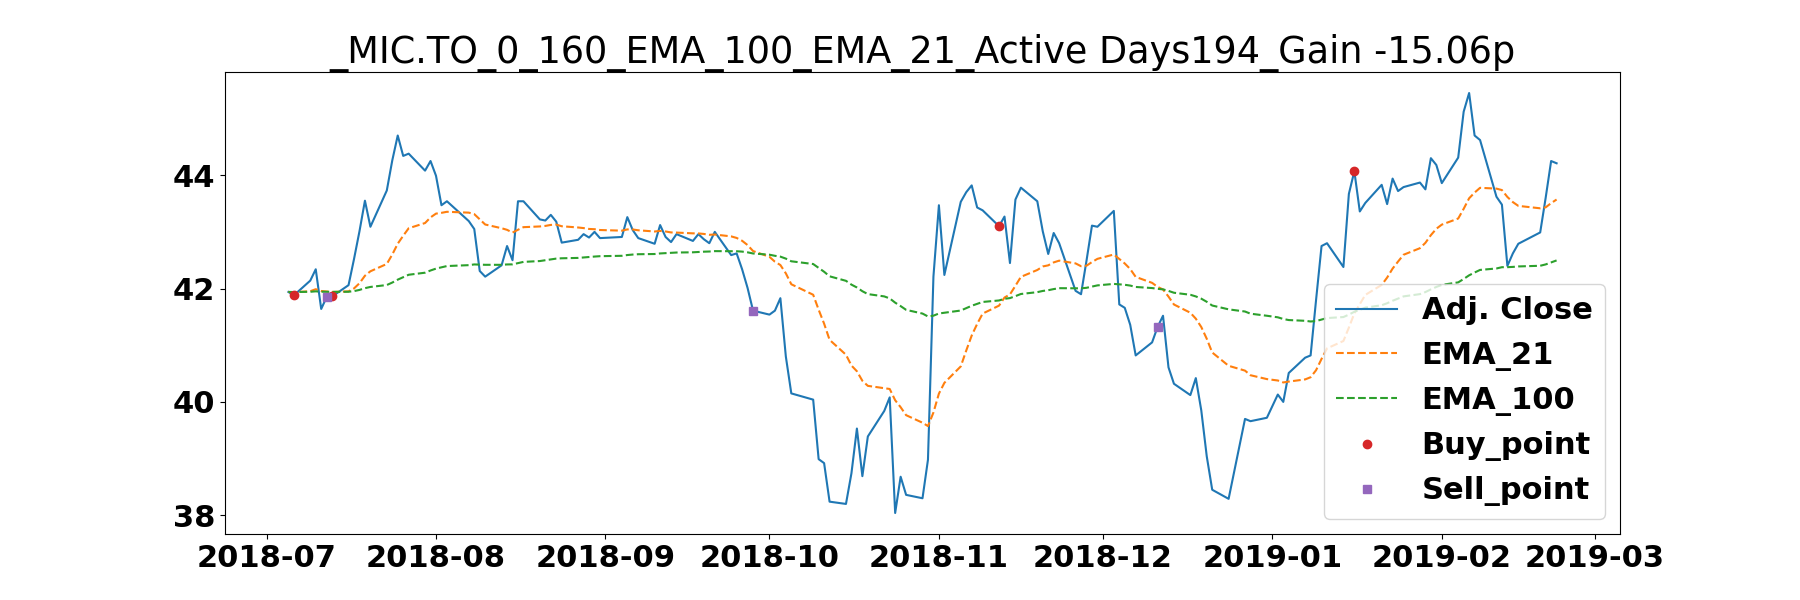 _MIC.TO_0_160_EMA_100_EMA_21_Active Days194_Gain -15.06p
44
42
40
38
2018-07 2018-08 2018-09 2018-10 2018-11 2018-12 2019-01 2019-02 2019-03
Adj. Close
EMA_21
EMA_100
Buy_point
Sell_point